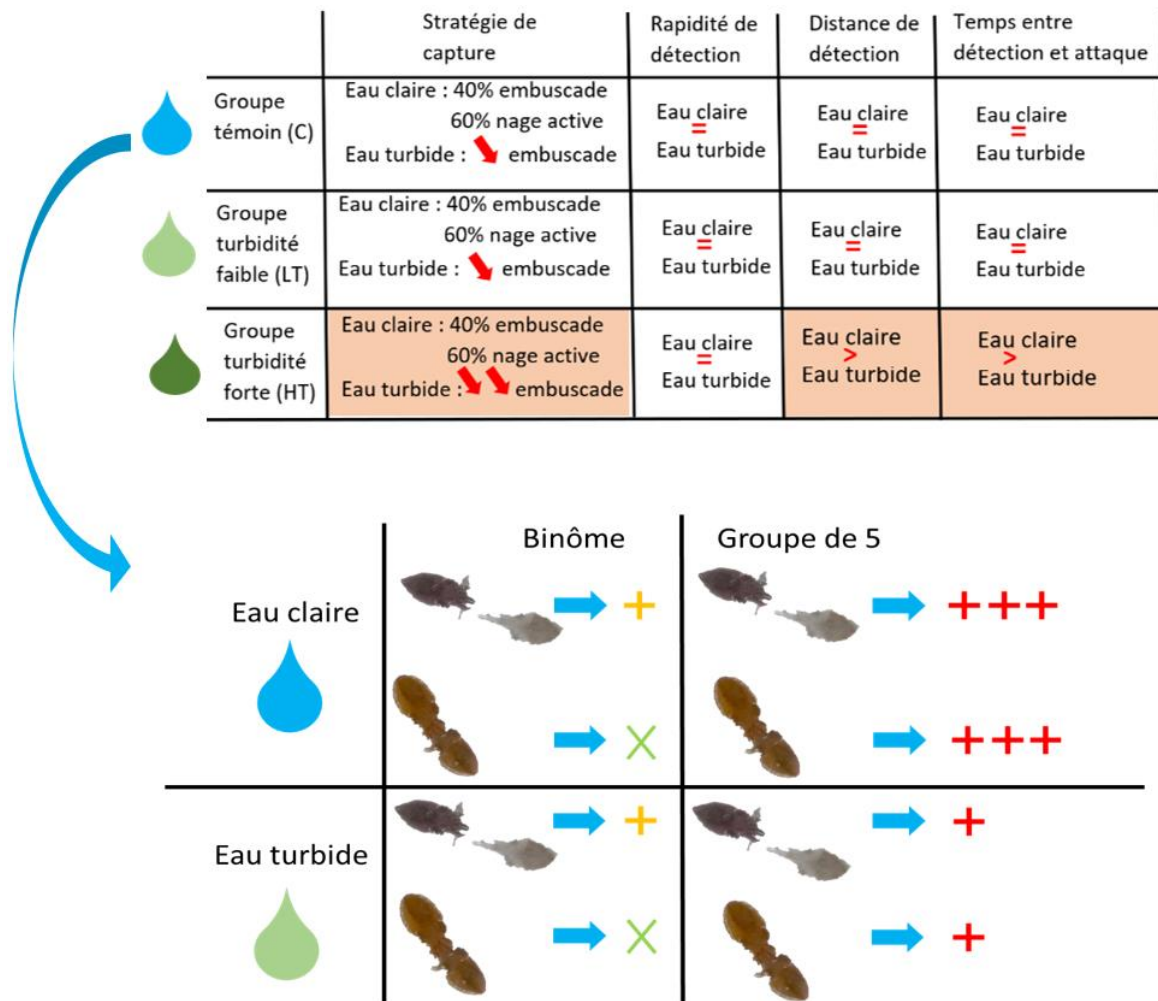 Stratégie de
capture
Rapidité de
détection
Distance de
détection
Temps entre
détection et attaque
Groupe
témoin (C)
Eau claire : 40% embuscade
60% nage active
Eau turbide : embuscade
Eau claire
=
Eau turbide
Eau claire
=
Eau turbide
Eau claire
=
Eau turbide
Groupe
turbidité
faible (LT)
Eau claire : 40% embuscade
60% nage active
Eau turbide : embuscade
Eau claire
=
Eau turbide
Eau claire
=
Eau turbide
Eau claire
=
Eau turbide
Groupe
turbidité
forte (HT)
Eau claire : 40% embuscade
60% nage active
Eau turbide : embuscade
Eau claire
=
Eau turbide
Eau claire
>
Eau turbide
Eau claire
>
Eau turbide
Binôme
Groupe de 5
Eau claire
+
+ + +
X
+ + +
Eau turbide
+
+
X
+